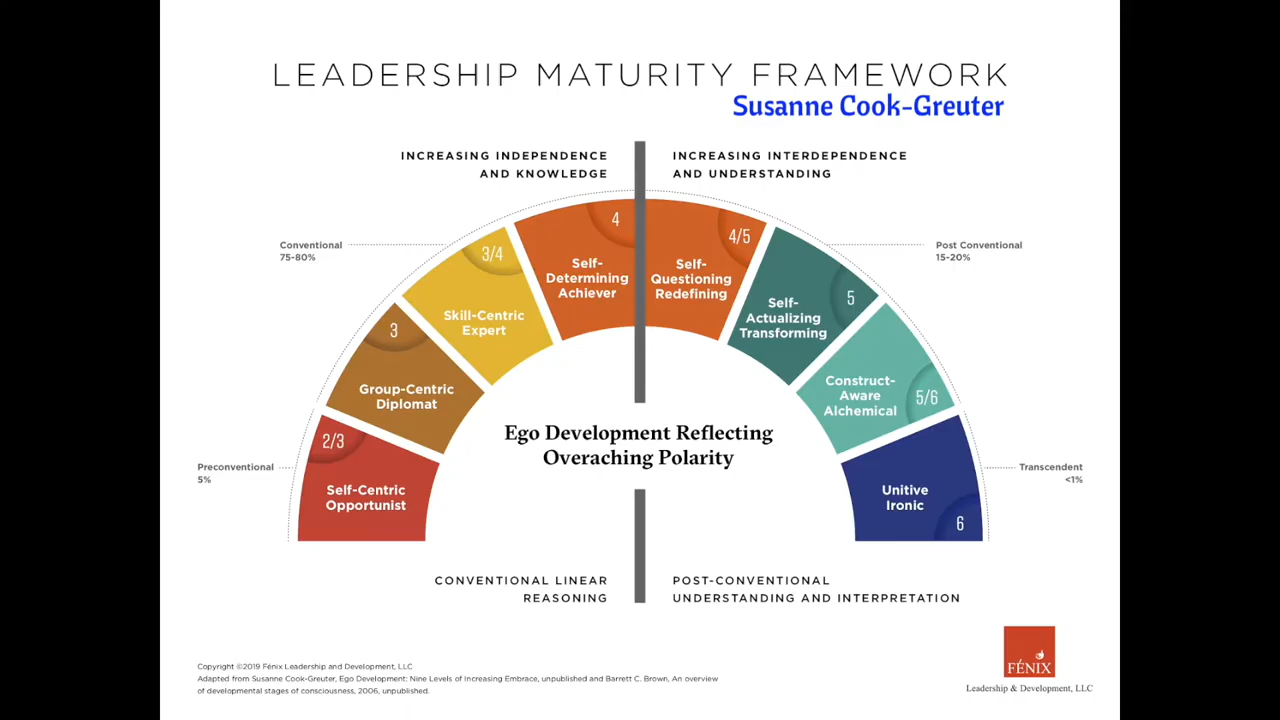 LEADERSHIP MATURITY FRAMEWORK
Susanne Cook-Greuter
INCREASING INDEPENDENCE
AND KNOWLEDGE
INCREASING INTERDEPENDENCE
AND UNDERSTANDING
Conventional
75-80%
Post Conventional
15-20%
Preconventional
5%
Transcendent
<1%
2/3
Self-Centric
Opportunist
3
Group-Centric
Diplomat
3/4
Skill-Centric
Expert
4
Self-
Determining
Achiever
4/5
Self-
Questioning
Redefining
5
Self-
Actualizing
Transforming
5/6
Construct-
Aware
Alchemical
6
Unitive
Ironic
Ego Development Reflecting
Overaching Polarity
CONVENTIONAL LINEAR
REASONING
POST-CONVENTIONAL
UNDERSTANDING AND INTERPRETATION
Copyright ©2019 Fénix Leadership and Development, LLC
Adapted from Susanne Cook-Greuter, Ego Development: Nine Levels of Increasing Embrace, unpublished and Barrett C. Brown, An overview
of developmental stages of consciousness, 2006, unpublished.
FÉNIX
Leadership & Development, LLC